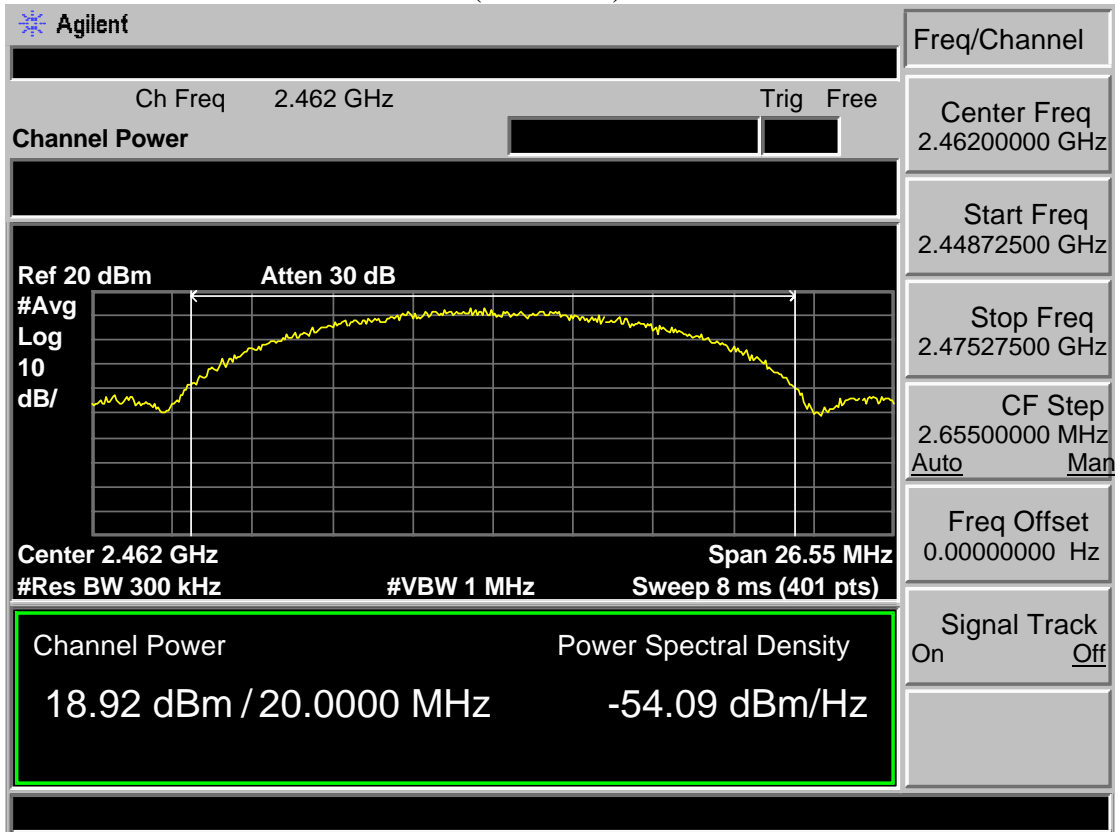 Agilent
Freq/Channel
Ch Freq 2.462 GHz Trig Free
Channel Power
Center Freq
2.46200000 GHz
Start Freq
2.44872500 GHz
Stop Freq
2.47527500 GHz
CF Step
2.65500000 MHz
Auto Man
Freq Offset
0.00000000 Hz
Signal Track
On Off
Ref 20 dBm Atten 30 dB
#Avg
Log
10
dB/
Center 2.462 GHz Span 26.55 MHz
#Res BW 300 kHz #VBW 1 MHz Sweep 8 ms (401 pts)
Channel Power Power Spectral Density
18.92 dBm / 20.0000 MHz -54.09 dBm/Hz